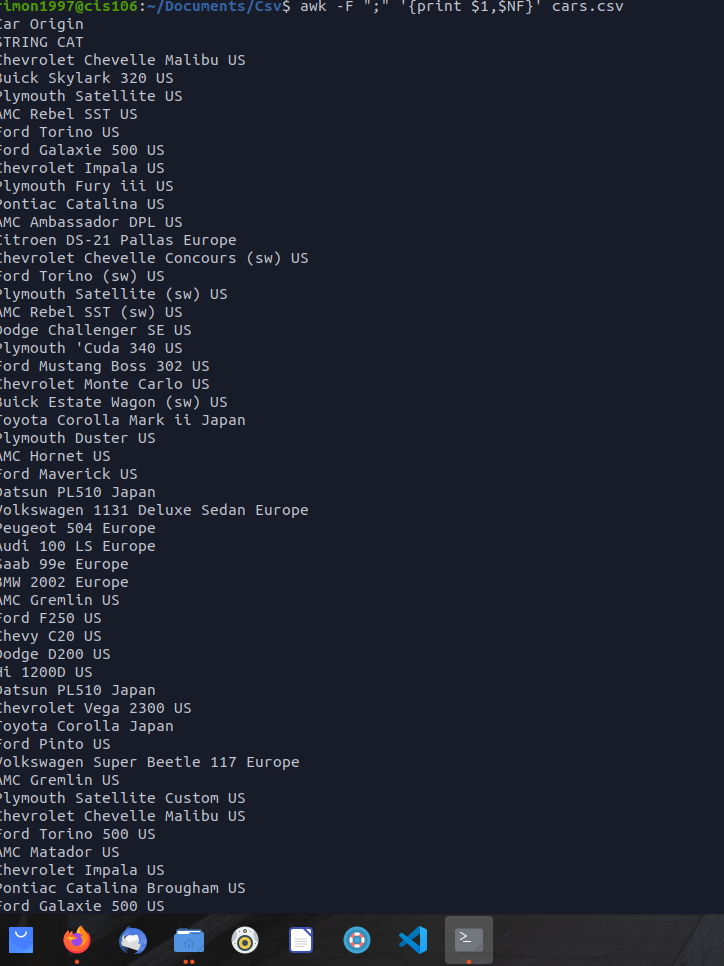 rimon1997@cis106:~/Documents/Csv$ awk -F ";" '{print $1,$NF}' cars.csv
Car Origin
STRING CAT
Chevrolet Chevelle Malibu US
Buick Skylark 320 US
Plymouth Satellite US
AMC Rebel SST US
Ford Torino US
Ford Galaxie 500 US
Chevrolet Impala US
Plymouth Fury iii US
Pontiac Catalina US
AMC Ambassador DPL US
Citroen DS-21 Pallas Europe
Chevrolet Chevelle Concours (sw) US
Ford Torino (sw) US
Plymouth Satellite (sw) US
AMC Rebel SST (sw) US
Dodge Challenger SE US
Plymouth 'Cuda 340 US
Ford Mustang Boss 302 US
Chevrolet Monte Carlo US
Buick Estate Wagon (sw) US
Toyota Corolla Mark ii Japan
Plymouth Duster US
AMC Hornet US
Ford Maverick US
Datsun PL510 Japan
Volkswagen 1131 Deluxe Sedan Europe
Peugeot 504 Europe
Audi 100 LS Europe
Saab 99e Europe
BMW 2002 Europe
AMC Gremlin US
Ford F250 US
Chevy C20 US
Dodge D200 US
Hi 1200D US
Datsun PL510 Japan
Chevrolet Vega 2300 US
Toyota Corolla Japan
Ford Pinto US
Volkswagen Super Beetle 117 Europe
AMC Gremlin US
Plymouth Satellite Custom US
Chevrolet Chevelle Malibu US
Ford Torino 500 US
AMC Matador US
Chevrolet Impala US
Pontiac Catalina Brougham US
Ford Galaxie 500 US